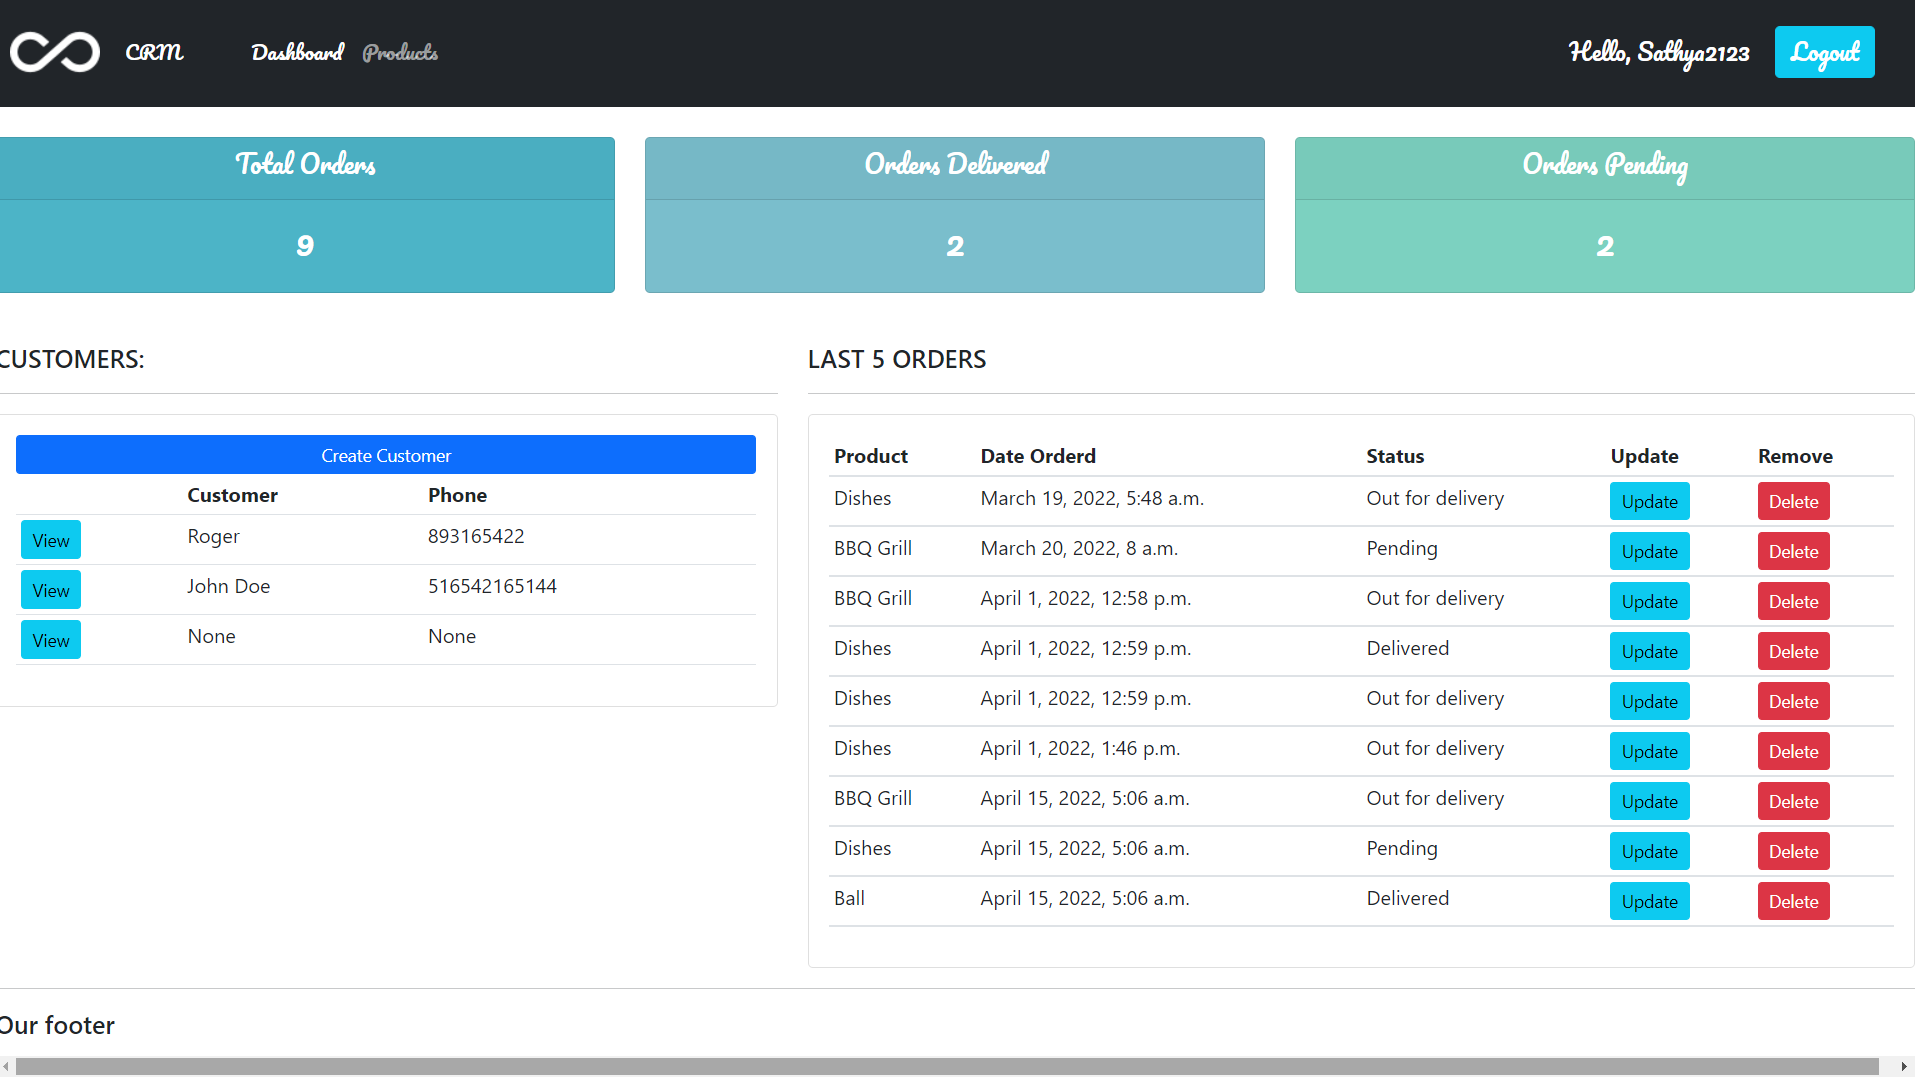 CRM Dashboard Products Hello, Sathya2123 Logout
Total Orders
9
Orders Delivered
2
Orders Pending
2
CUSTOMERS:
Create Customer
Customer Phone
View Roger 893165422
View John Doe 516542165144
View None None
LAST 5 ORDERS
Product Date Orderd Status Update Remove
Dishes March 19, 2022, 5:48 a.m. Out for delivery Update Delete
BBQ Grill March 20, 2022, 8 a.m. Pending Update Delete
BBQ Grill April 1, 2022, 12:58 p.m. Out for delivery Update Delete
Dishes April 1, 2022, 12:59 p.m. Delivered Update Delete
Dishes April 1, 2022, 12:59 p.m. Out for delivery Update Delete
Dishes April 1, 2022, 1:46 p.m. Out for delivery Update Delete
BBQ Grill April 15, 2022, 5:06 a.m. Out for delivery Update Delete
Dishes April 15, 2022, 5:06 a.m. Pending Update Delete
Ball April 15, 2022, 5:06 a.m. Delivered Update Delete
Our footer